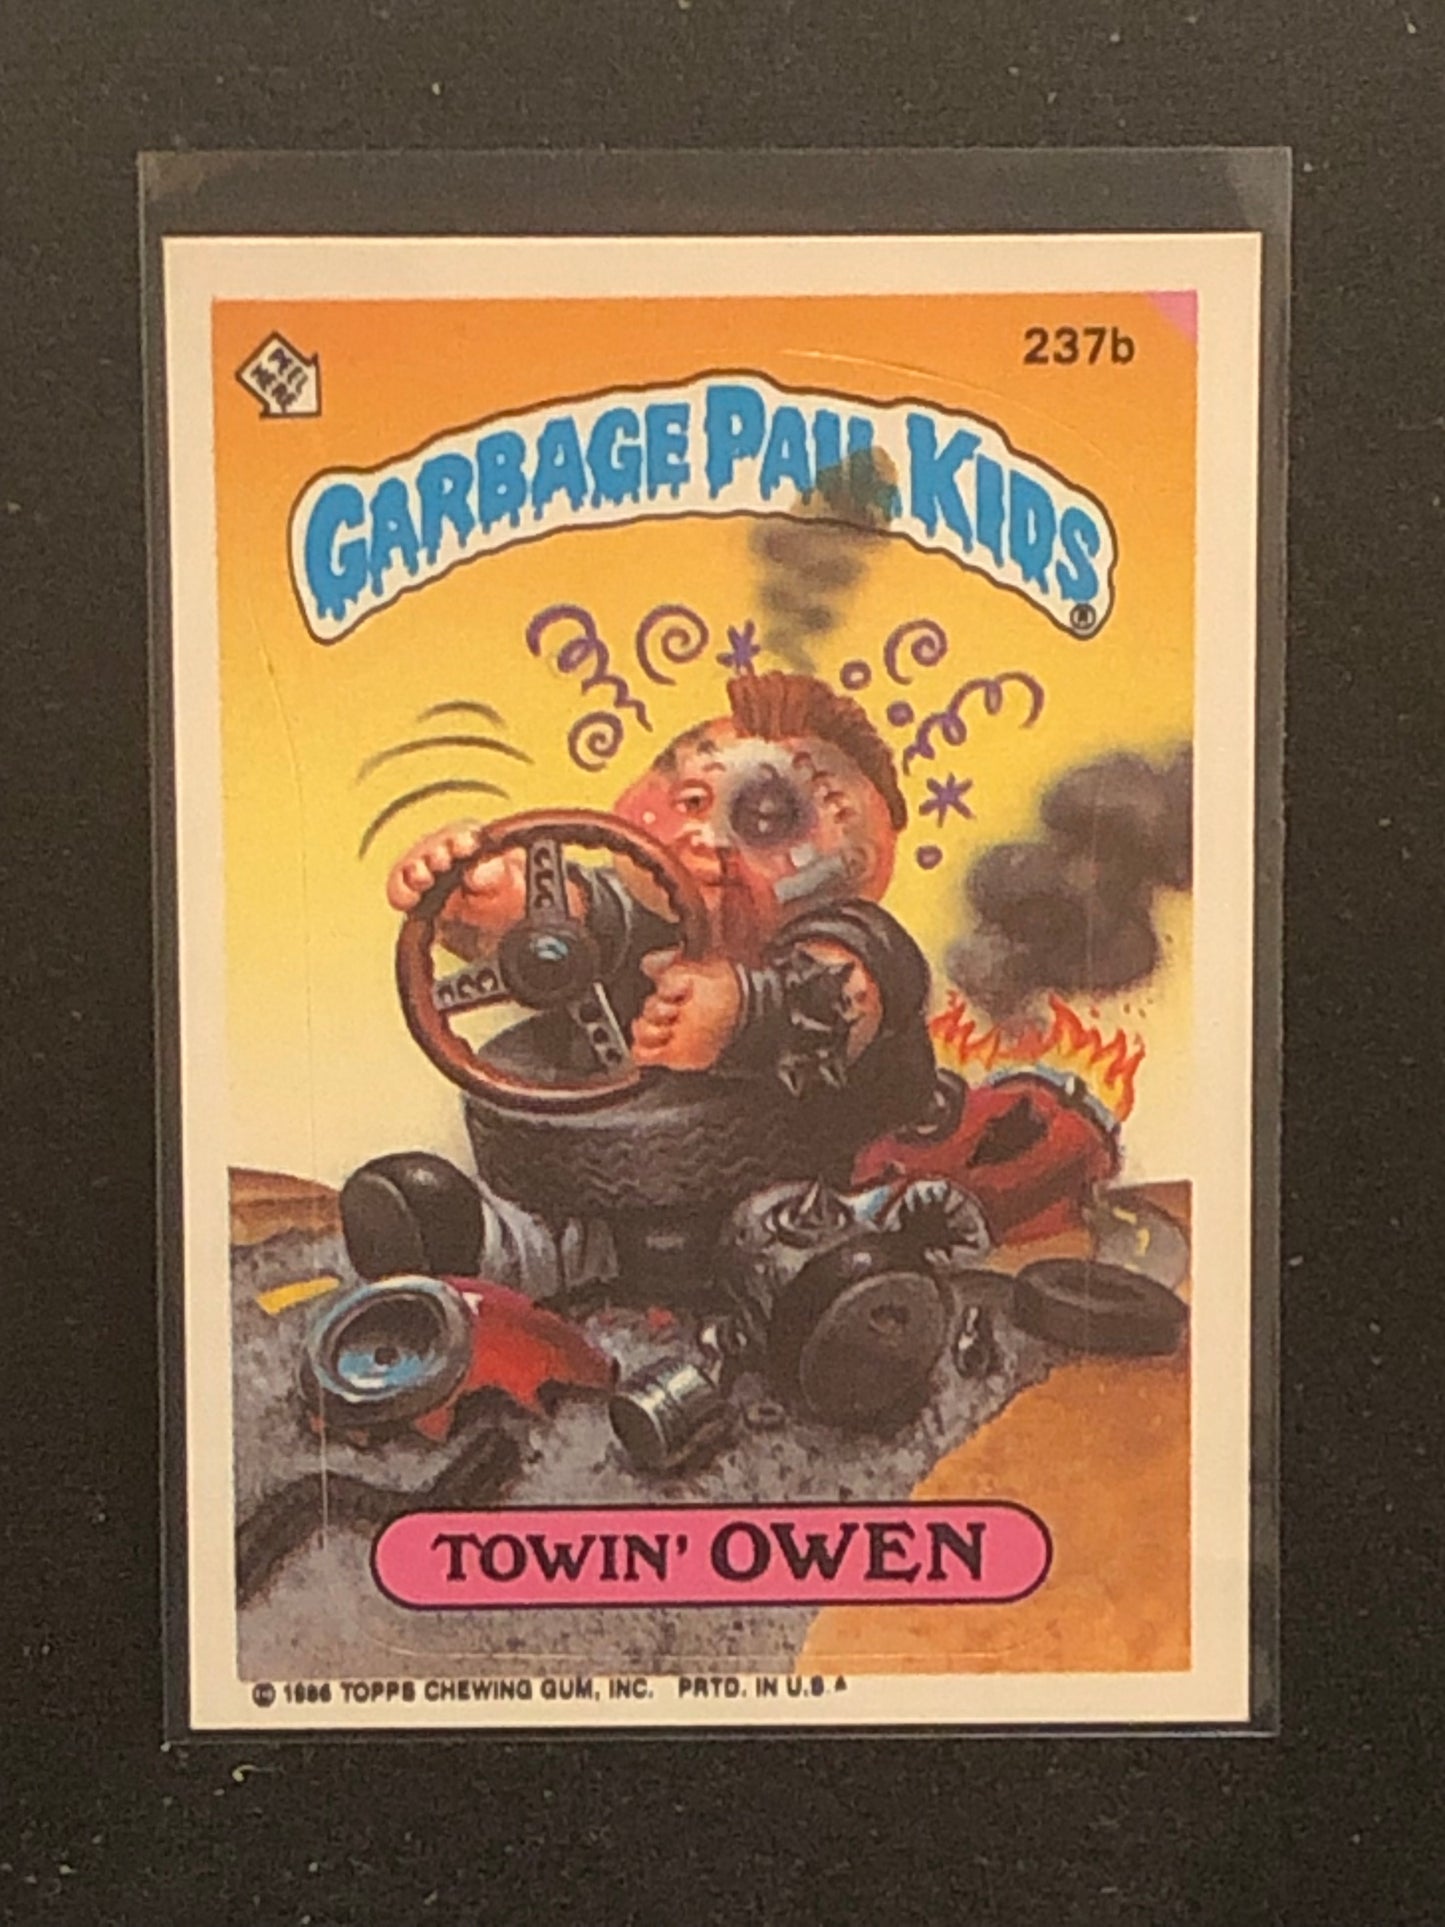 PEEL
HERE
237b
GARBAGE PAIL KIDS
®
TOWIN' OWEN
© 1986 TOPPS CHEWING GUM, INC. PRTD. IN U.S.A.